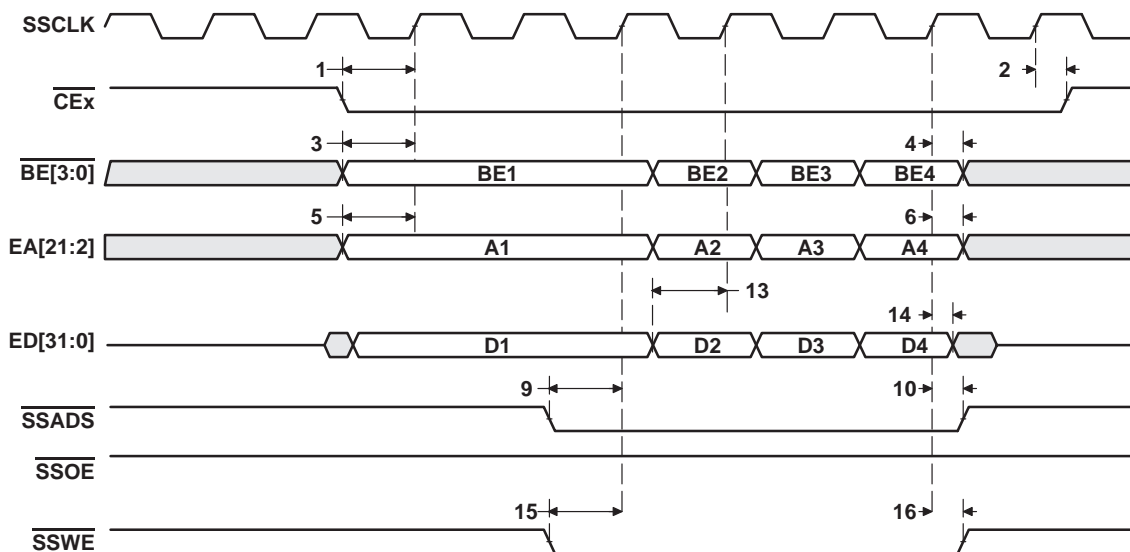 SSCLK
1
2
CEx
3
4
BE[3:0]
BE1
BE2
BE3
BE4
5
6
EA[21:2]
A1
A2
A3
A4
13
14
ED[31:0]
D1
D2
D3
D4
9
10
SSADS
SSOE
15
16
SSWE